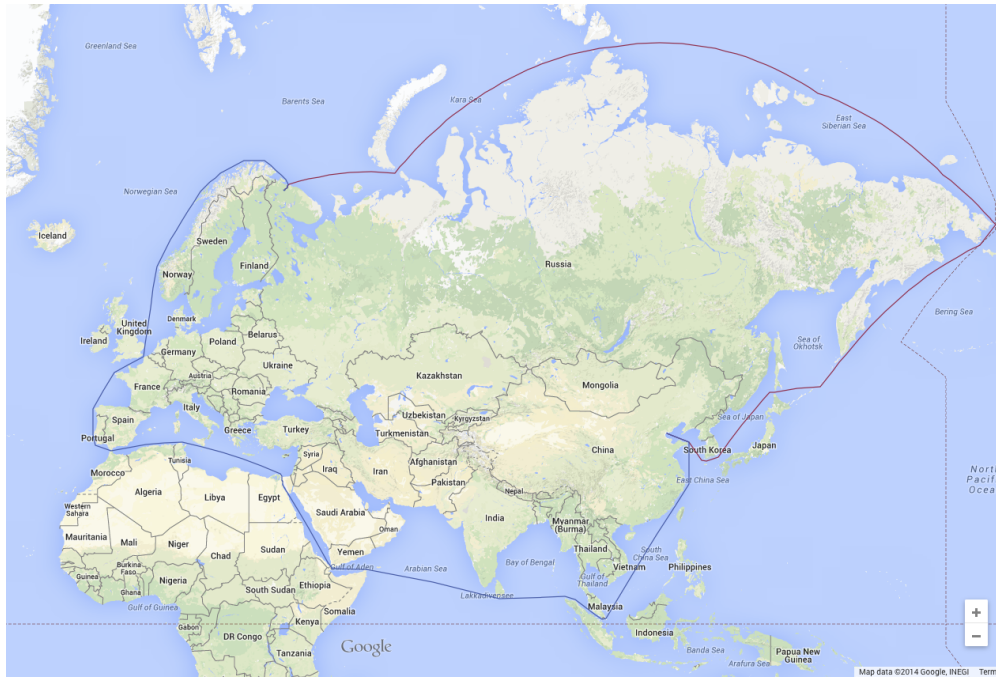 Greenland Sea
Barents Sea
Kara Sea
East
Siberian Sea
Norwegian Sea
Iceland
Sweden
Finland
Norway
Russia
Bering Sea
United
Kingdom
Ireland
Denmark
Belarus
Poland
Germany
Ukraine
Austria
France
Romania
Italy
Spain
Portugal
Greece
Turkey
Kazakhstan
Mongolia
Sea of
Okhotsk
Uzbekistan
Kyrgyzstan
Turkmenistan
Sea of Japan
Japan
South Korea
China
East China Sea
North
Pacific
Ocea
Syria
Iraq
Iran
Afghanistan
Pakistan
Nepal
Tunisia
Morocco
Algeria
Libya
Egypt
Western
Sahara
Saudi Arabia
Oman
India
Myanmar
(Burma)
Mauritania
Mali
Niger
Chad
Sudan
Yemen
Gulf of Aden
Arabian Sea
Bay of Bengal
Thailand
Vietnam
South
China Sea
Philippines
Gulf of
Thailand
Burkina
Faso
Guinea
Ghana
Nigeria
South Sudan
Ethiopia
Somalia
Gulf of Guinea
Lakkadivensee
Malaysia
Gabon
DR Congo
Kenya
Tanzania
Indonesia
Banda Sea
Papua New
Guinea
Arafura Sea
Google
+
−
Map data ©2014 Google, INEGI
Term